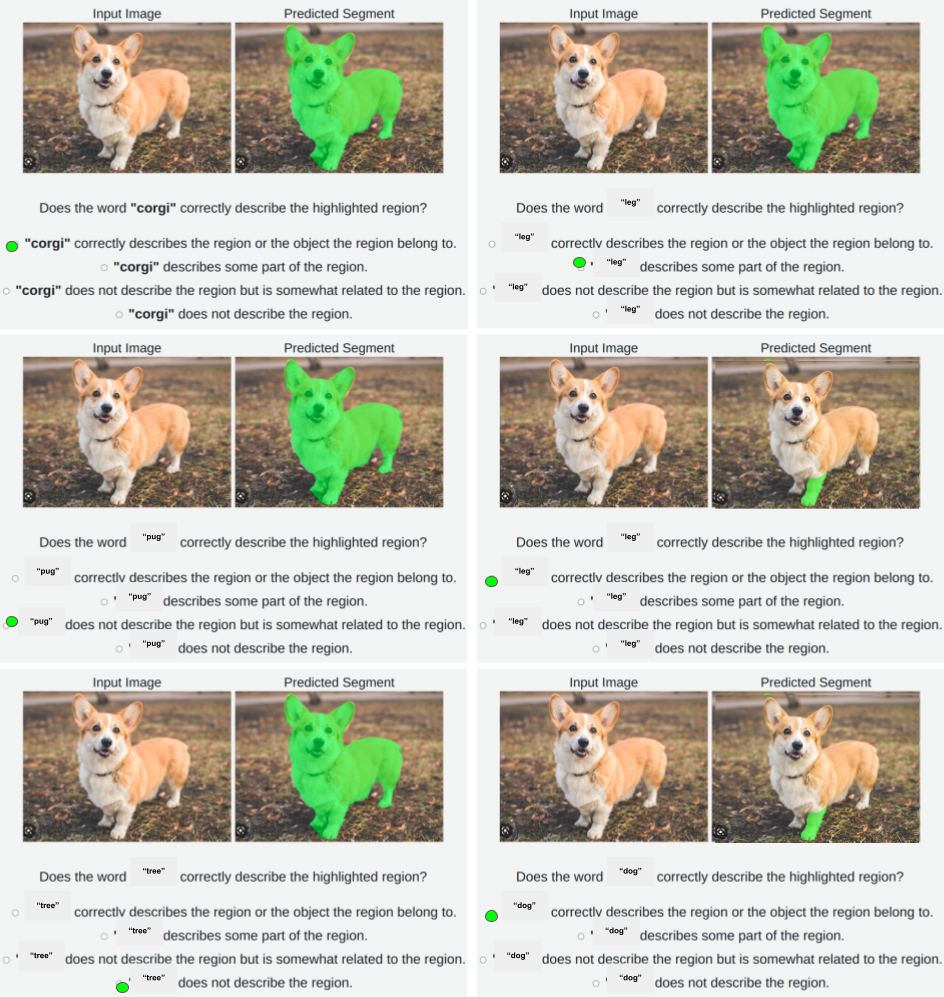 Input Image Predicted Segment
Does the word "corgi" correctly describe the highlighted region?
"corgi" correctly describes the region or the object the region belong to.
"corgi" describes some part of the region.
"corgi" does not describe the region but is somewhat related to the region.
"corgi" does not describe the region.
Input Image Predicted Segment
Does the word “leg” correctly describe the highlighted region?
“leg” correctly describes the region or the object the region belong to.
' “leg” describes some part of the region.
' “leg” does not describe the region but is somewhat related to the region.
' “leg” does not describe the region.
Input Image Predicted Segment
Does the word “pug” correctly describe the highlighted region?
“pug” correctly describes the region or the object the region belong to.
' “pug” describes some part of the region.
“pug” does not describe the region but is somewhat related to the region.
' “pug” does not describe the region.
Input Image Predicted Segment
Does the word “leg” correctly describe the highlighted region?
“leg” correctly describes the region or the object the region belong to.
' “leg” describes some part of the region.
' “leg” does not describe the region but is somewhat related to the region.
' “leg” does not describe the region.
Input Image Predicted Segment
Does the word “tree” correctly describe the highlighted region?
“tree” correctly describes the region or the object the region belong to.
' “tree” describes some part of the region.
' “tree” does not describe the region but is somewhat related to the region.
' “tree” does not describe the region.
Input Image Predicted Segment
Does the word “dog” correctly describe the highlighted region?
“dog” correctly describes the region or the object the region belong to.
' “dog” describes some part of the region.
' “dog” does not describe the region but is somewhat related to the region.
' “dog” does not describe the region.